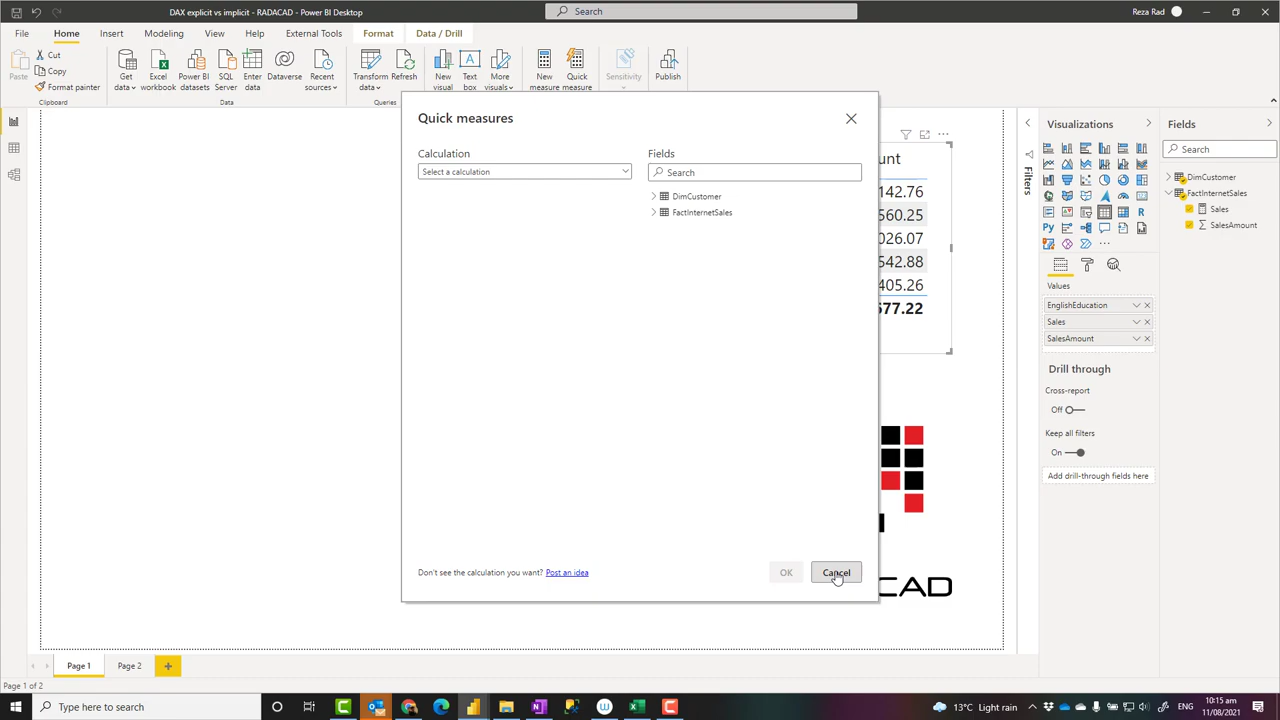 DAX explicit vs implicit - RADACAD - Power BI Desktop
Search
Reza Rad
File
Home
Insert
Modeling
View
Help
External Tools
Format
Data / Drill
Paste
Cut
Copy
Format painter
Get data
Excel workbook
Power BI datasets
SQL Server
Enter data
Dataverse
Recent sources
Transform data
Refresh
New visual
Text box
More visuals
New measure
Quick measure
Sensitivity
Publish
Clipboard
Data
Queries
Quick measures
Calculation
Select a calculation
Fields
Search
DimCustomer
FactInternetSales
Don't see the calculation you want? Post an idea
OK
Cancel
unt
142.76
560.25
026.07
542.88
405.26
577.22
CAD
Filters
Visualizations
R
Py
Values
EnglishEducation
Sales
SalesAmount
Drill through
Cross-report
Off
Keep all filters
On
Add drill-through fields here
Fields
Search
DimCustomer
FactInternetSales
Sales
SalesAmount
Page 1
Page 2
Page 1 of 2
Type here to search
13°C Light rain
ENG
10:15 am
11/08/2021